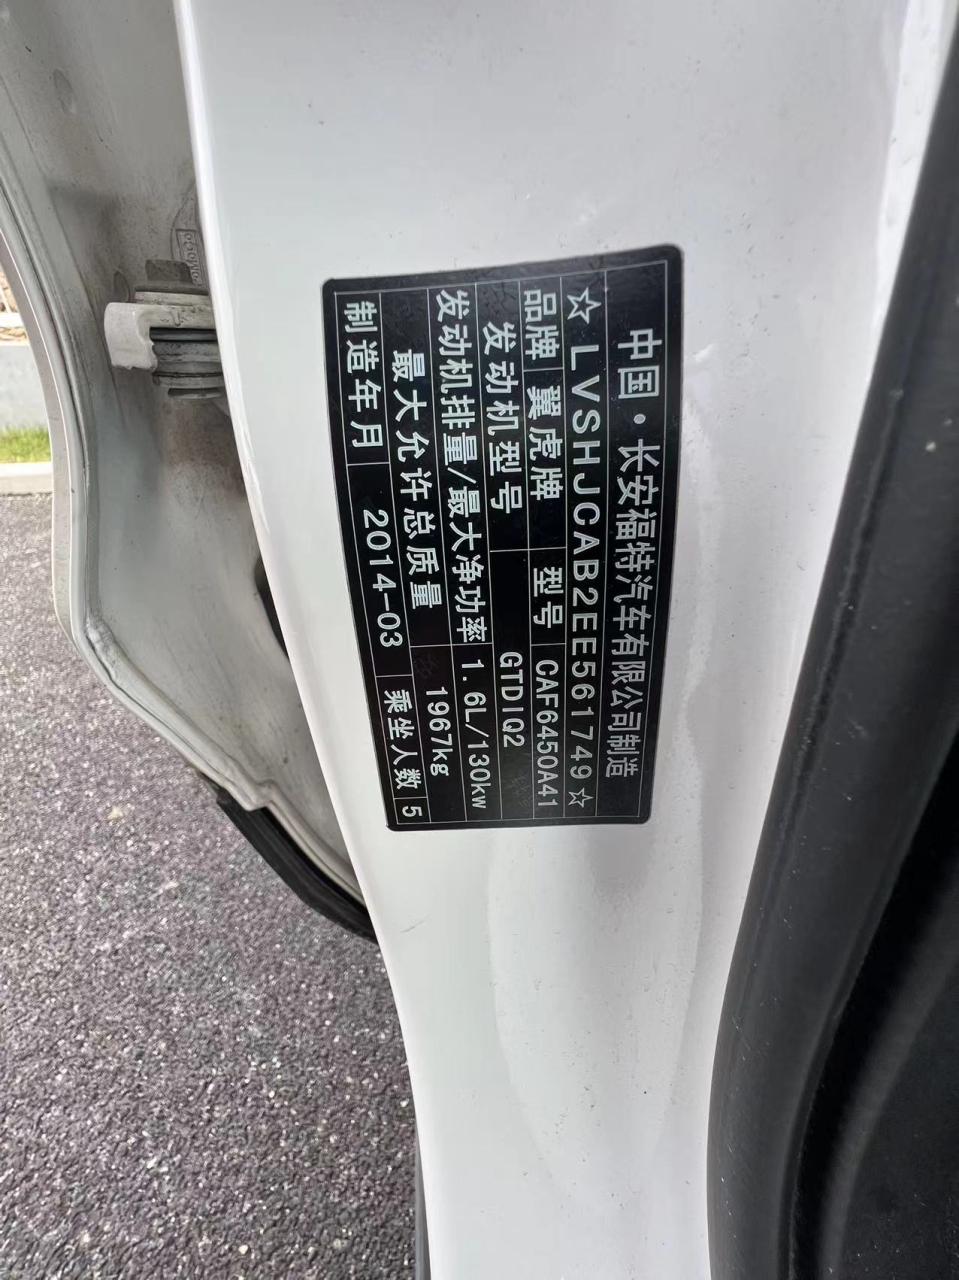 中国·长安福特汽车有限公司制造
☆LVSHJCAB2EE561749☆
品牌 翼虎牌 型号 CAF6450A41
发动机型号 GTDIQ2
发动机排量/最大净功率 1.6L/130kw
最大允许总质量 1967kg
制造年月 2014-03 乘坐人数 5